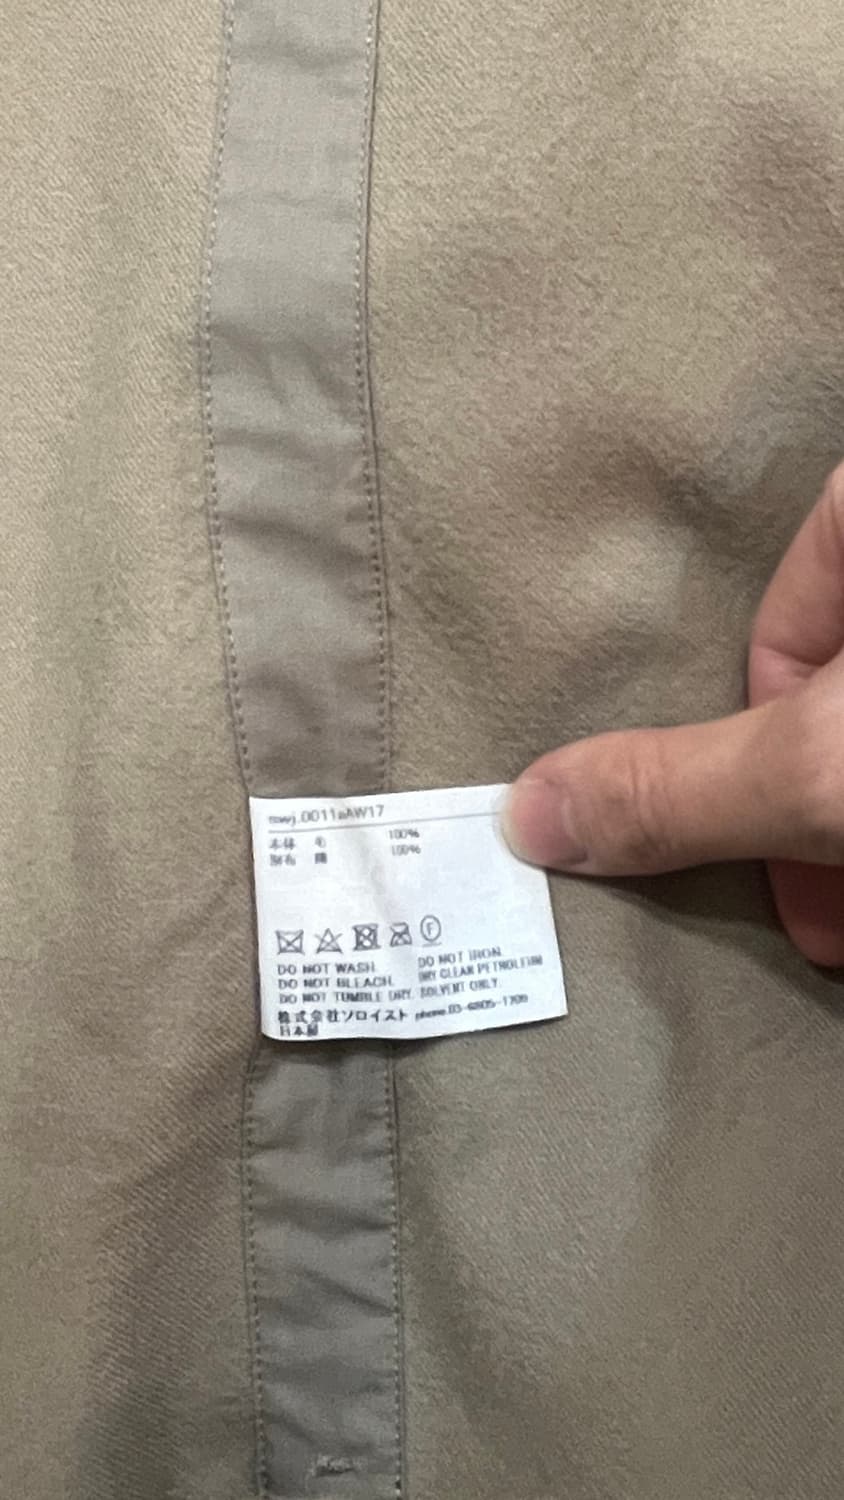 swj.0011aAW17
本体 毛 100%
別布 綿 100%
F
DO NOT WASH. DO NOT IRON.
DO NOT BLEACH. DRY CLEAN PETROLEUM
DO NOT TUMBLE DRY. SOLVENT ONLY.
株式会社ソロイスト phone.03-6805-1709
日本製